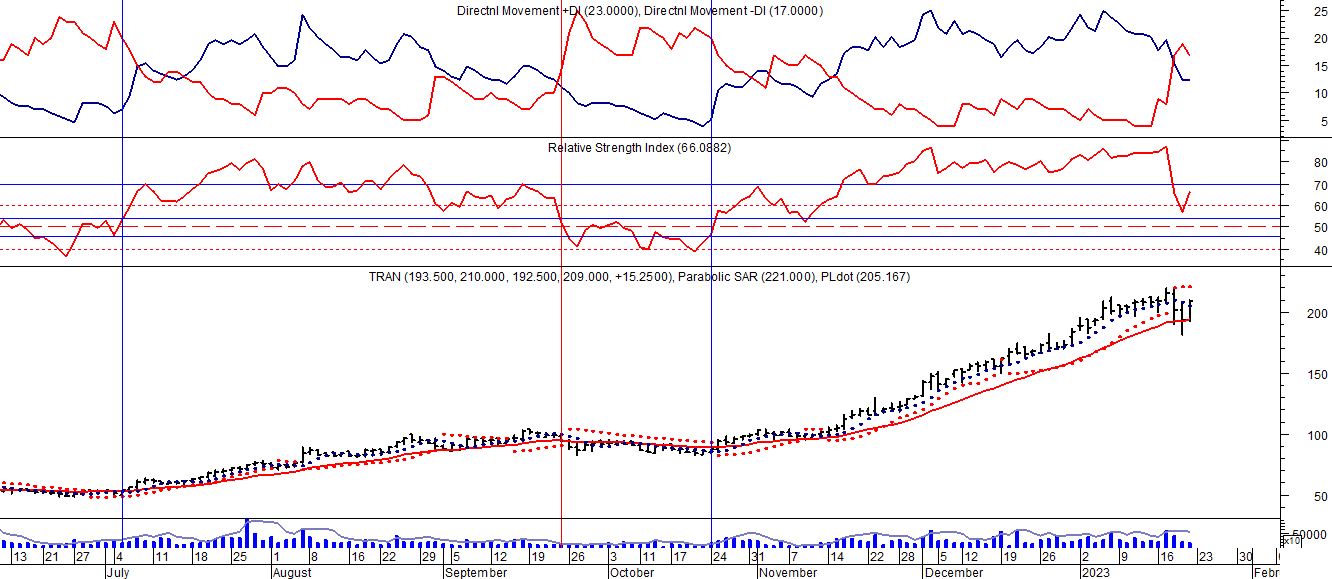 Directnl Movement +DI (23.0000), Directnl Movement -DI (17.0000)
25
20
15
10
5
Relative Strength Index (66.0882)
80
70
60
50
40
TRAN (193.500, 210.000, 192.500, 209.000, +15.2500), Parabolic SAR (221.000), PLdot (205.167)
200
150
100
50
50000
x10
13 21 27 4 11 18 25 1 8 16 22 29 5 12 19 26 3 11 17 24 31 7 14 22 28 5 12 19 26 2 9 16 23 30
July August September October November December 2023 Febr